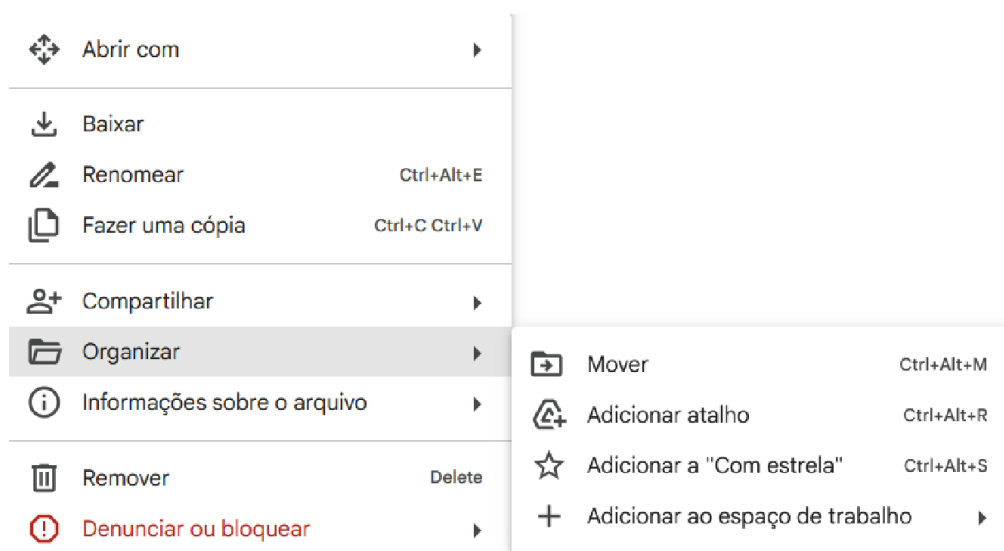 Abrir com
Baixar
Renomear Ctrl+Alt+E
Fazer uma cópia Ctrl+C Ctrl+V
Compartilhar
Organizar
Informações sobre o arquivo
Remover Delete
Denunciar ou bloquear
Mover Ctrl+Alt+M
Adicionar atalho Ctrl+Alt+R
Adicionar a "Com estrela" Ctrl+Alt+S
Adicionar ao espaço de trabalho